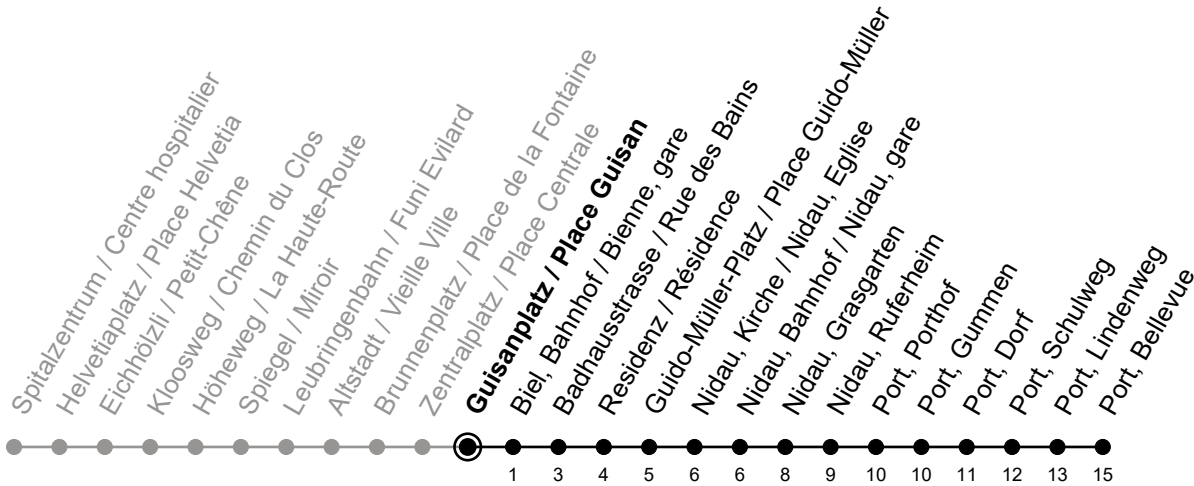 Spitalzentrum / Centre hospitalier
Helvetiaplatz / Place Helvetia
Eichhölzli / Petit-Chêne
Kloosweg / Chemin du Clos
Höheweg / La Haute-Route
Spiegel / Miroir
Leubringenbahn / Funi Evilard
Altstadt / Vieille Ville
Brunnenplatz / Place de la Fontaine
Zentralplatz / Place Centrale
Guisanplatz / Place Guisan
Biel, Bahnhof / Bienne, gare
Badhausstrasse / Rue des Bains
Residenz / Résidence
Guido-Müller-Platz / Place Guido-Müller
Nidau, Kirche / Nidau, Eglise
Nidau, Bahnhof / Nidau, gare
Nidau, Grasgarten
Nidau, Ruferheim
Port, Porthof
Port, Gummen
Port, Dorf
Port, Schulweg
Port, Lindenweg
Port, Bellevue
1 3 4 5 6 6 8 9 10 10 11 12 13 15